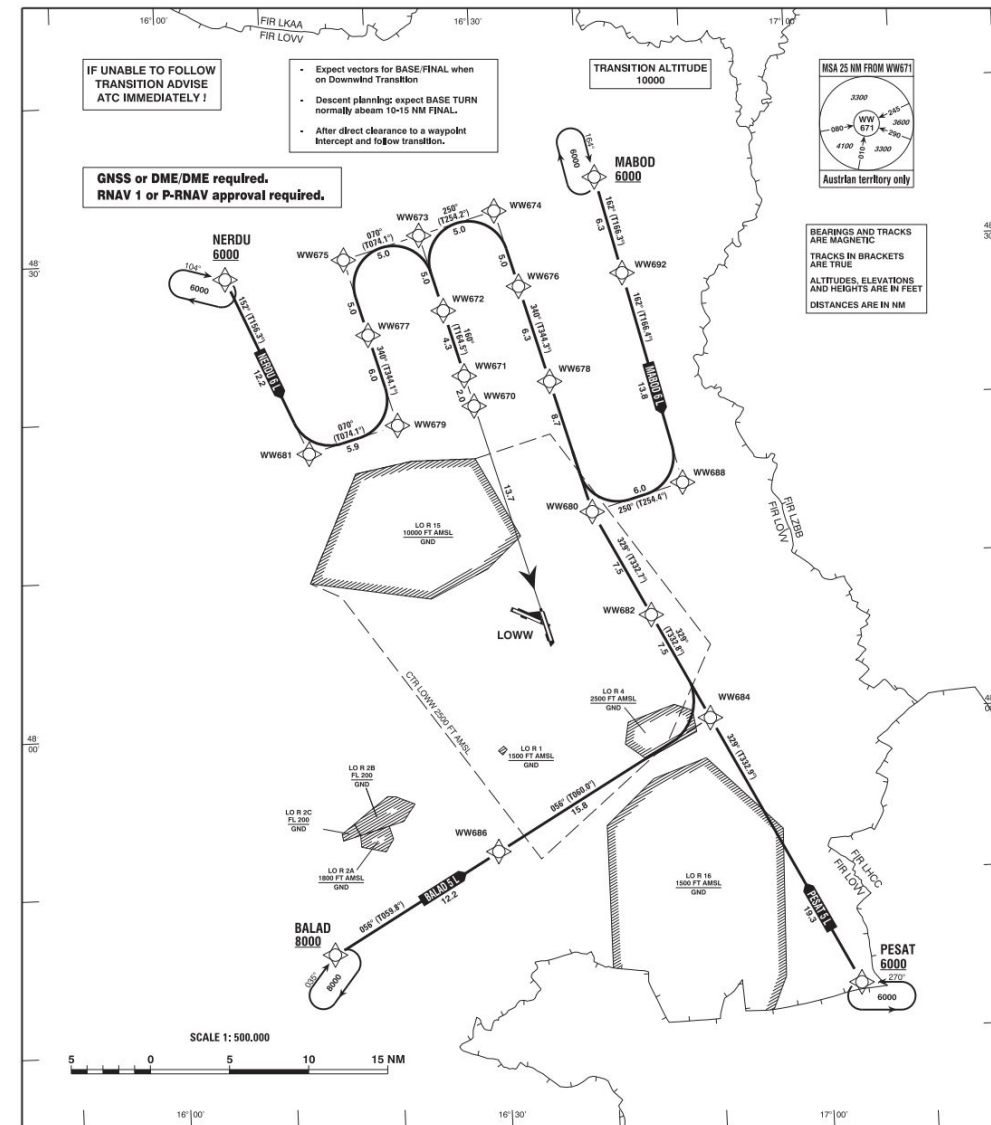 FIR LKAA
FIR LOVV
16° 00'
16° 30'
17° 00'
IF UNABLE TO FOLLOW
TRANSITION ADVISE
ATC IMMEDIATELY !
- Expect vectors for BASE/FINAL when
on Downwind Transition
- Descent planning: expect BASE TURN
normally abeam 10-15 NM FINAL.
- After direct clearance to a waypoint
intercept and follow transition.
TRANSITION ALTITUDE
10000
MSA 25 NM FROM WW671
3300
245
080
WW
671
3600
290
4100
010
3300
Austrian territory only
GNSS or DME/DME required.
RNAV 1 or P-RNAV approval required.
164°
6000
MABOD
6000
BEARINGS AND TRACKS
ARE MAGNETIC
TRACKS IN BRACKETS
ARE TRUE
ALTITUDES, ELEVATIONS
AND HEIGHTS ARE IN FEET
DISTANCES ARE IN NM
48°
30'
48°
30'
NERDU
6000
104°
6000
WW675
070°
(T074.1°)
5.0
WW673
250°
(T254.2°)
5.0
WW674
162° (T166.3°)
6.3
WW692
5.0
5.0
5.0
WW676
WW672
152° (T156.3°)
NERDU 6 L
12.2
WW677
340° (T344.1°)
6.0
160°
(T164.5°)
4.3
340° (T344.3°)
6.3
162° (T166.4°)
MABOD 6 L
13.8
WW671
2.0
WW670
WW678
070°
(T074.1°)
5.9
WW679
WW681
8.7
6.0
250° (T254.4°)
WW688
13.7
WW680
LO R 15
10000 FT AMSL
GND
329° (T332.7°)
7.5
FIR LZBB
FIR LOVV
LOWW
WW682
329°
(T332.8°)
7.5
CTR LOWW 2500 FT AMSL
LO R 4
2500 FT AMSL
GND
WW684
48°
00'
48°
00'
LO R 1
1500 FT AMSL
GND
329° (T332.9°)
LO R 2B
FL 200
GND
LO R 2C
FL 200
GND
LO R 2A
1800 FT AMSL
GND
056° (T060.0°)
15.8
WW686
LO R 16
1500 FT AMSL
GND
FIR LHCC
FIR LOVV
BALAD 5 L
12.2
056° (T059.8°)
PESAT 5 L
19.3
BALAD
8000
035°
8000
PESAT
6000
270°
6000
SCALE 1: 500.000
5 0 5 10 15 NM
16° 00'
16° 30'
17° 00'